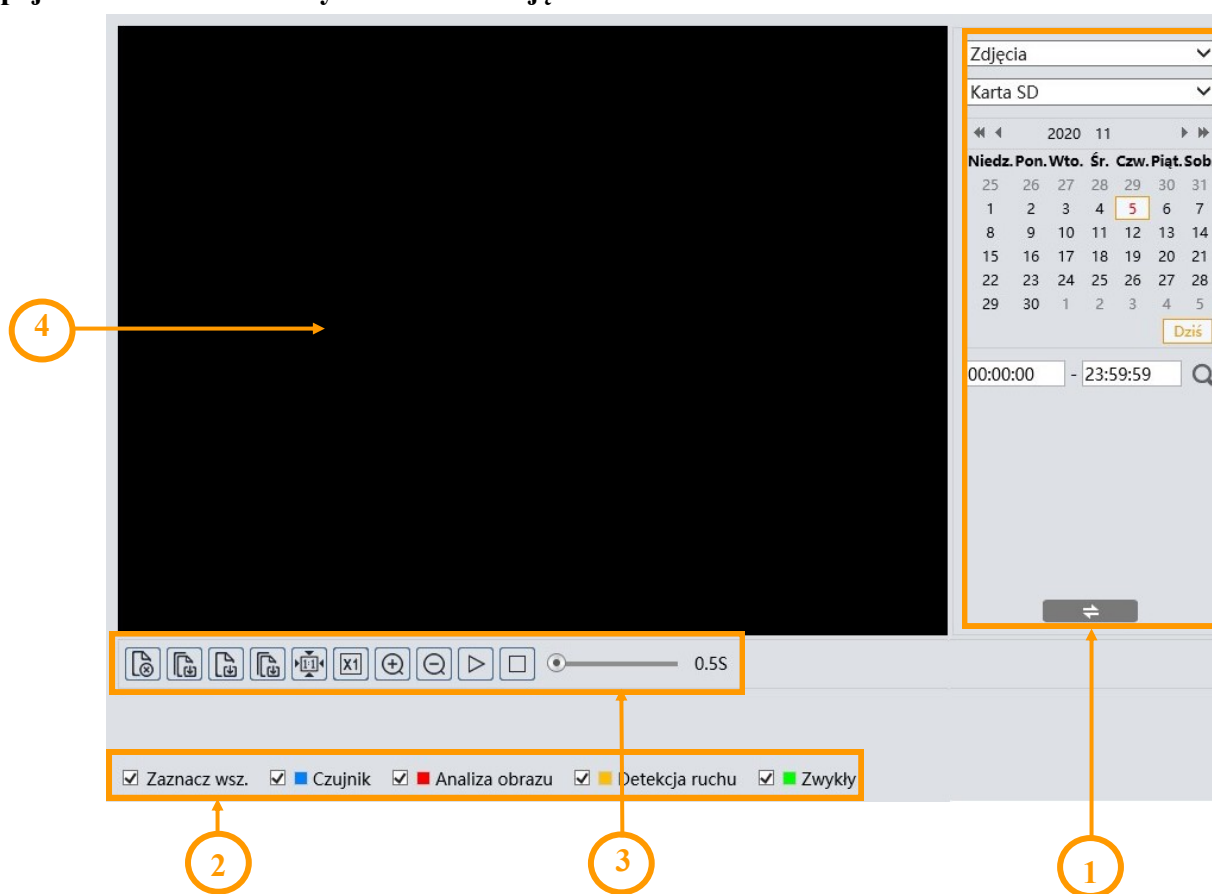 Zdjęcia
Karta SD
2020 11
Niedz. Pon. Wto. Śr. Czw. Piąt. Sob
25 26 27 28 29 30 31
1 2 3 4 5 6 7
8 9 10 11 12 13 14
15 16 17 18 19 20 21
22 23 24 25 26 27 28
29 30 1 2 3 4 5
Dziś
00:00:00 - 23:59:59
4
1:1 X1 0.5S
Zaznacz wsz. Czujnik Analiza obrazu Detekcja ruchu Zwykły
2 3 1